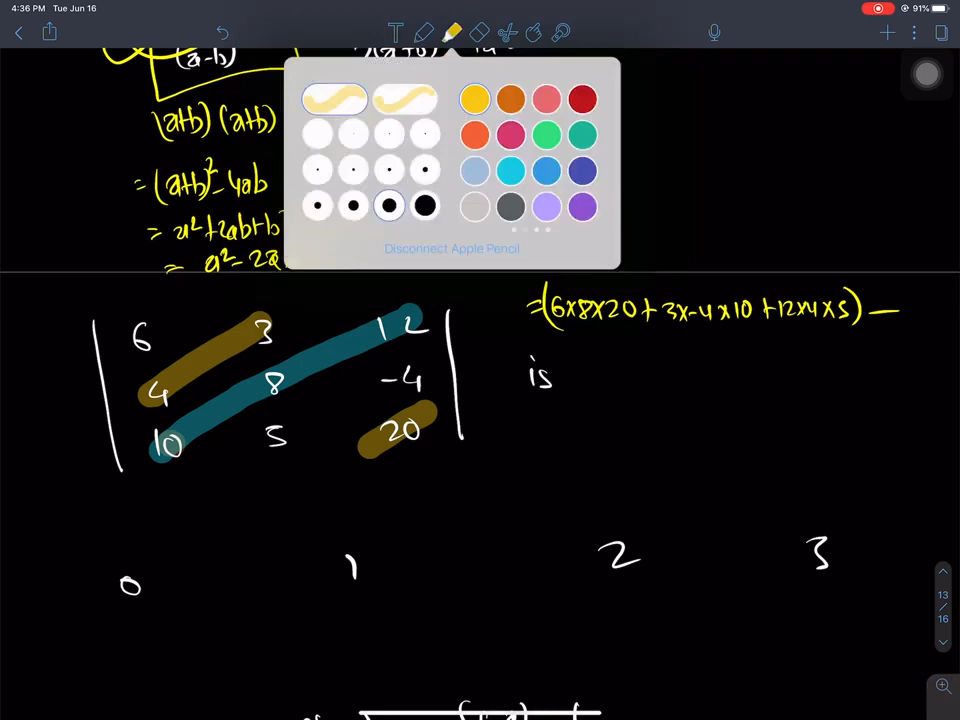 4:36 PM Tue Jun 16
91%
(a-b)
(a+b) (a+b)
= (a+b)² - 4ab
= a² + 2ab + b
= a² - 2a
Disconnect Apple Pencil
=(6×8×20 + 3×-4×10 + 12×4×5) —
6 3 12
4 8 -4
10 5 20
is
0 1 2 3
13
/
16